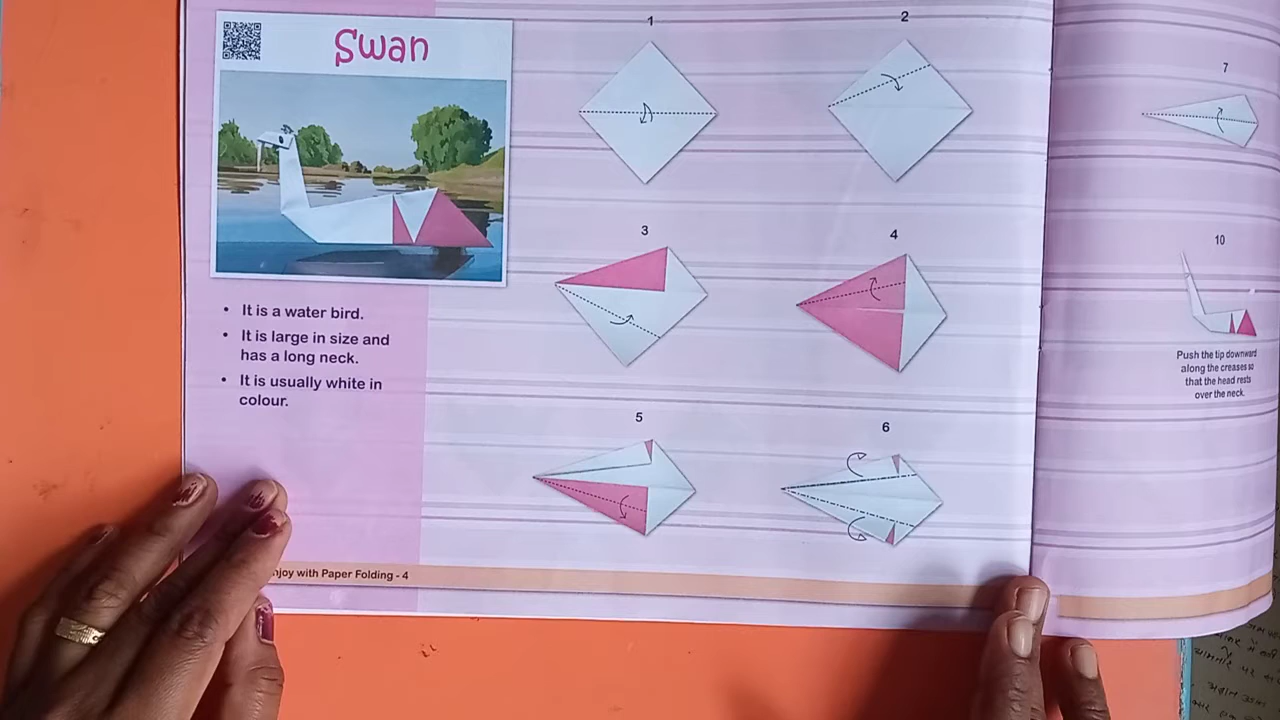 Swan
• It is a water bird.
• It is large in size and
has a long neck.
• It is usually white in
colour.
1
2
3
4
5
6
7
10
Push the tip downward
along the creases so
that the head rests
over the neck.
njoy with Paper Folding - 4